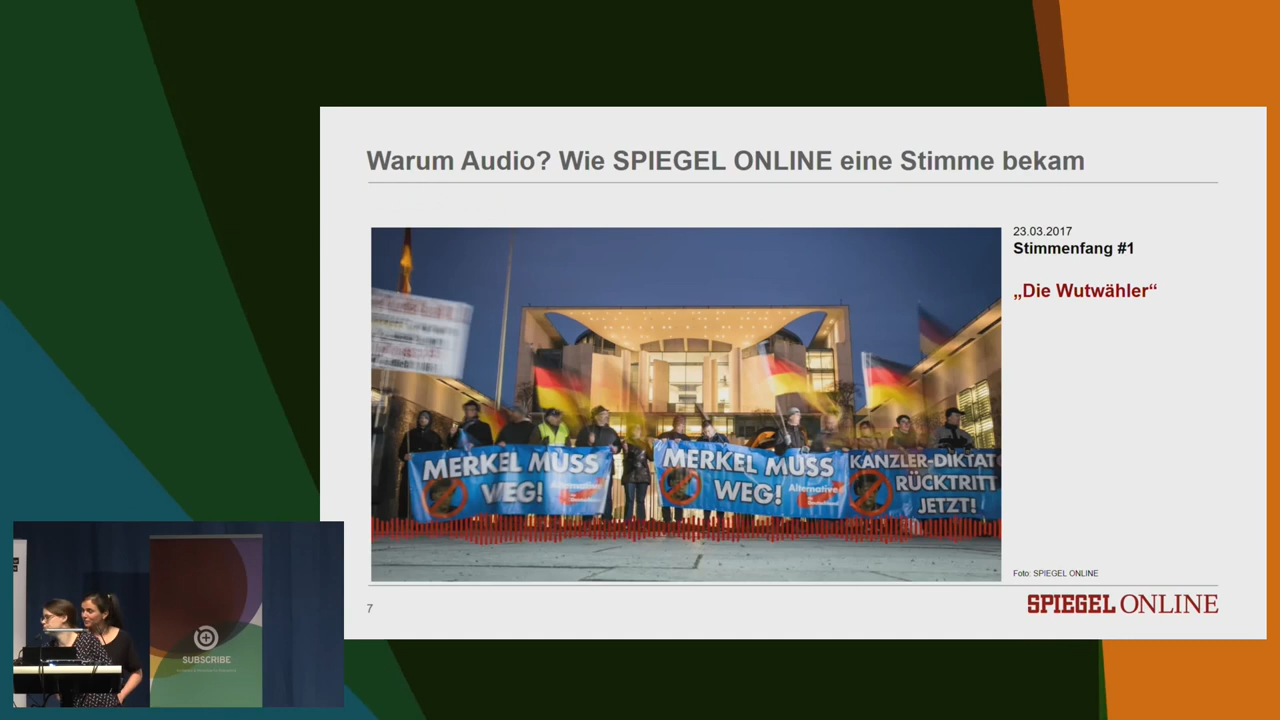 Warum Audio? Wie SPIEGEL ONLINE eine Stimme bekam
23.03.2017
Stimmenfang #1
„Die Wutwähler“
MERKEL MUSS
WEG!
Alternative
MERKEL MUSS
WEG!
Alternative
KANZLER-DIKTAT
RÜCKTRITT
JETZT!
Foto: SPIEGEL ONLINE
7
SPIEGEL ONLINE
SUBSCRIBE